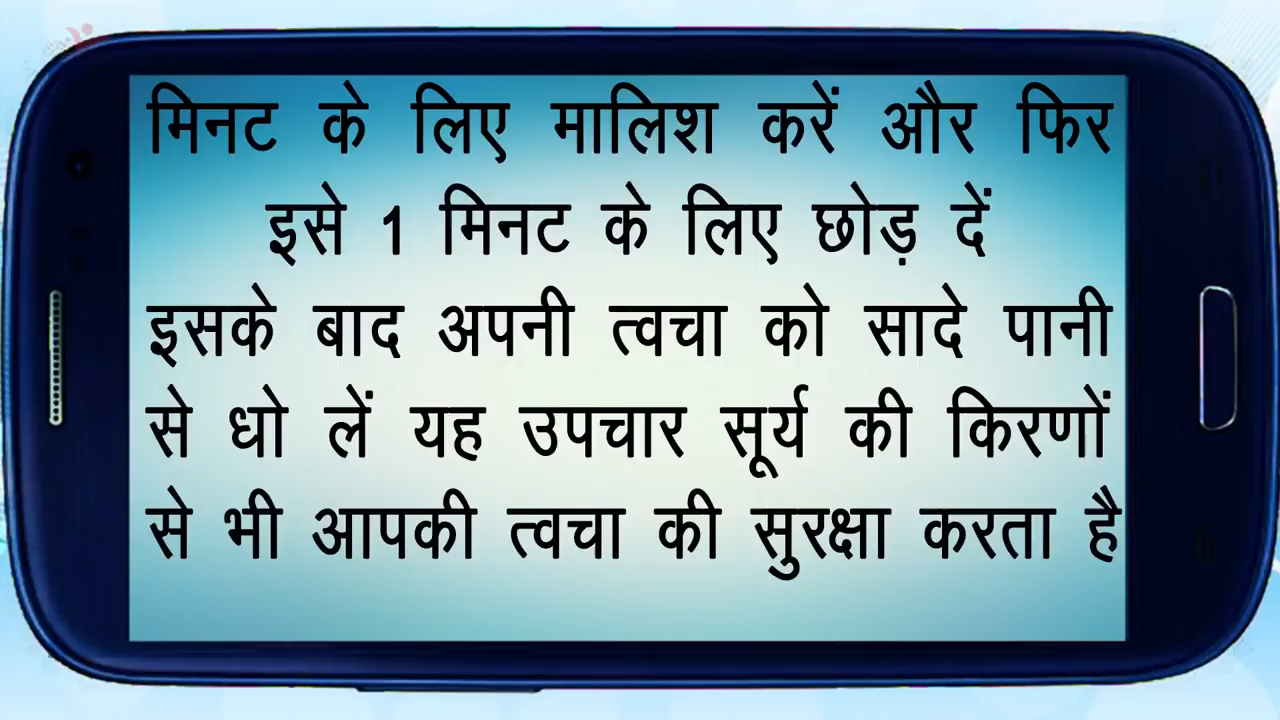 मिनट के लिए मालिश करें और फिर
इसे 1 मिनट के लिए छोड़ दें
इसके बाद अपनी त्वचा को सादे पानी
से धो लें यह उपचार सूर्य की किरणों
से भी आपकी त्वचा की सुरक्षा करता है